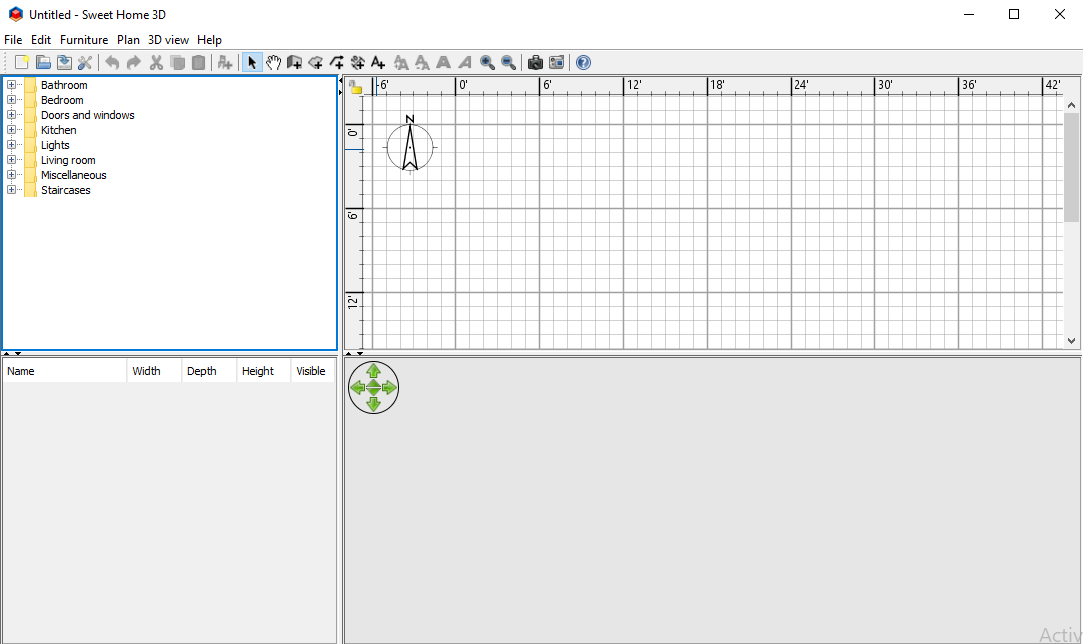 Untitled - Sweet Home 3D
File Edit Furniture Plan 3D view Help
Bathroom
Bedroom
Doors and windows
Kitchen
Lights
Living room
Miscellaneous
Staircases
-6' 0' 6' 12' 18' 24' 30' 36' 42'
N
0'
6'
12'
Name Width Depth Height Visible
Activ